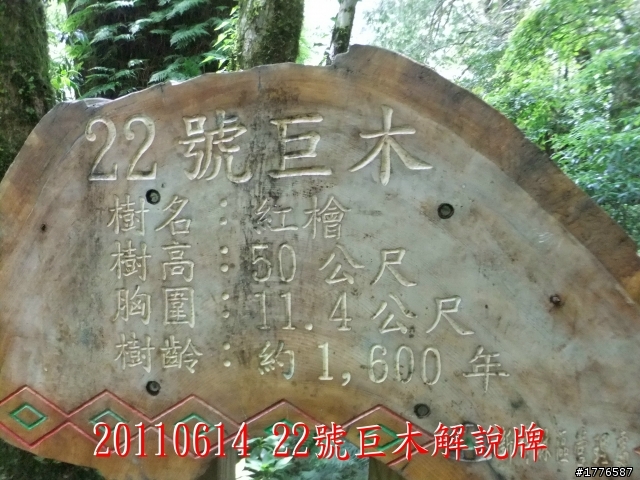 22號巨木
樹名：紅檜
樹高：50公尺
胸圍：11.4公尺
樹齡：約1,600年
20110614 22號巨木解說牌
#1776587